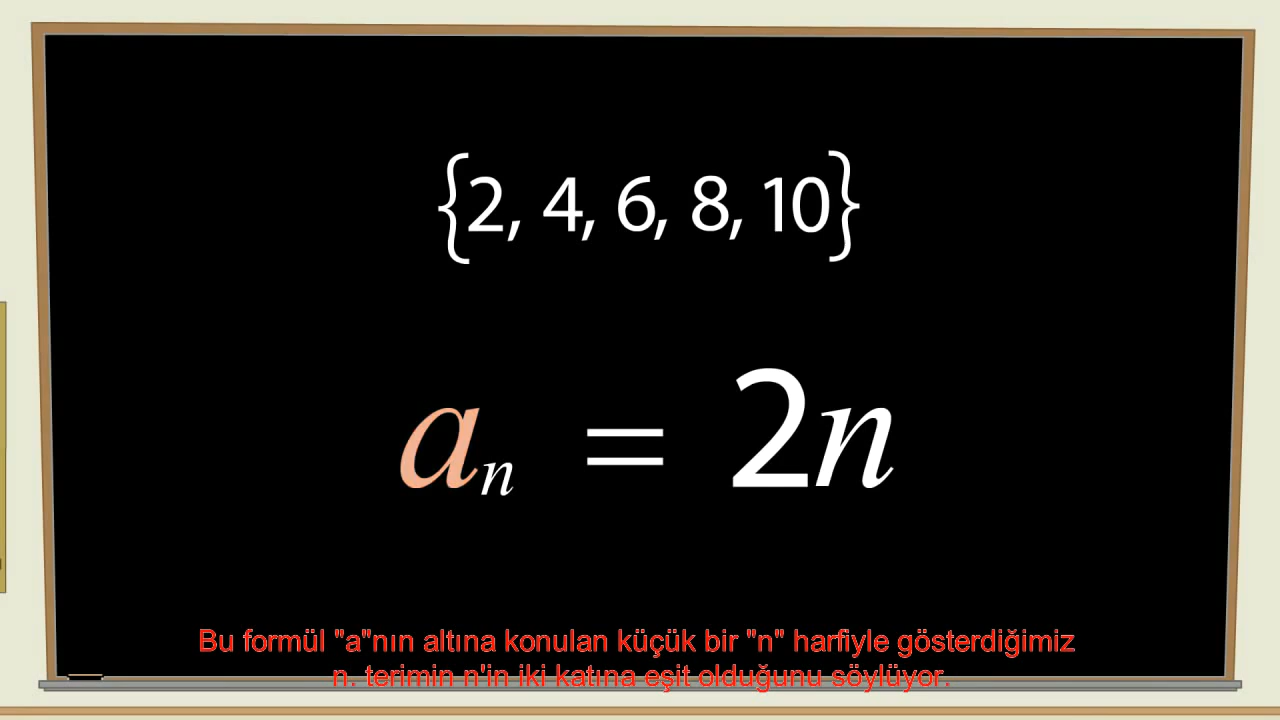 {2, 4, 6, 8, 10}
aₙ = 2n
Bu formül "a"nın altına konulan küçük bir "n" harfiyle gösterdiğimiz
n. terimin n'in iki katına eşit olduğunu söylüyor.